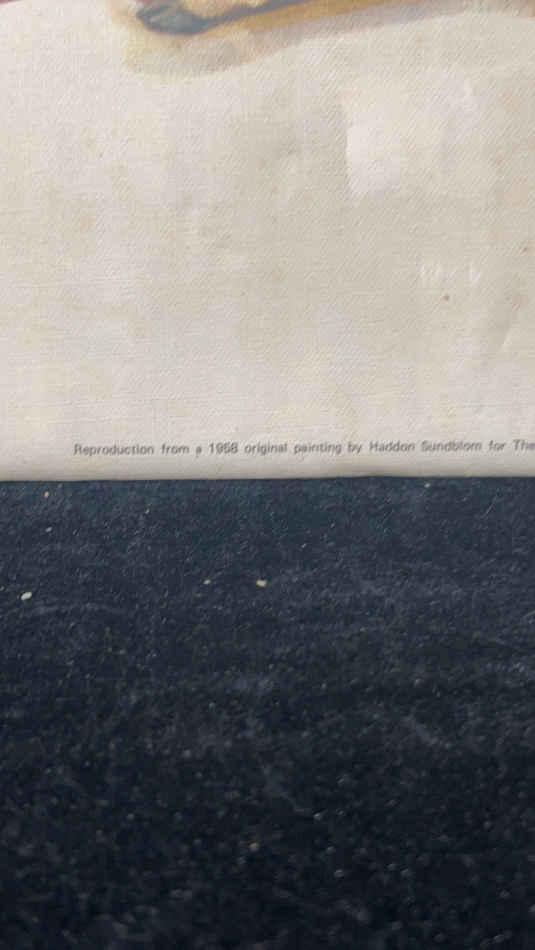 Reproduction from a 1958 original painting by Haddon Sundblom for The